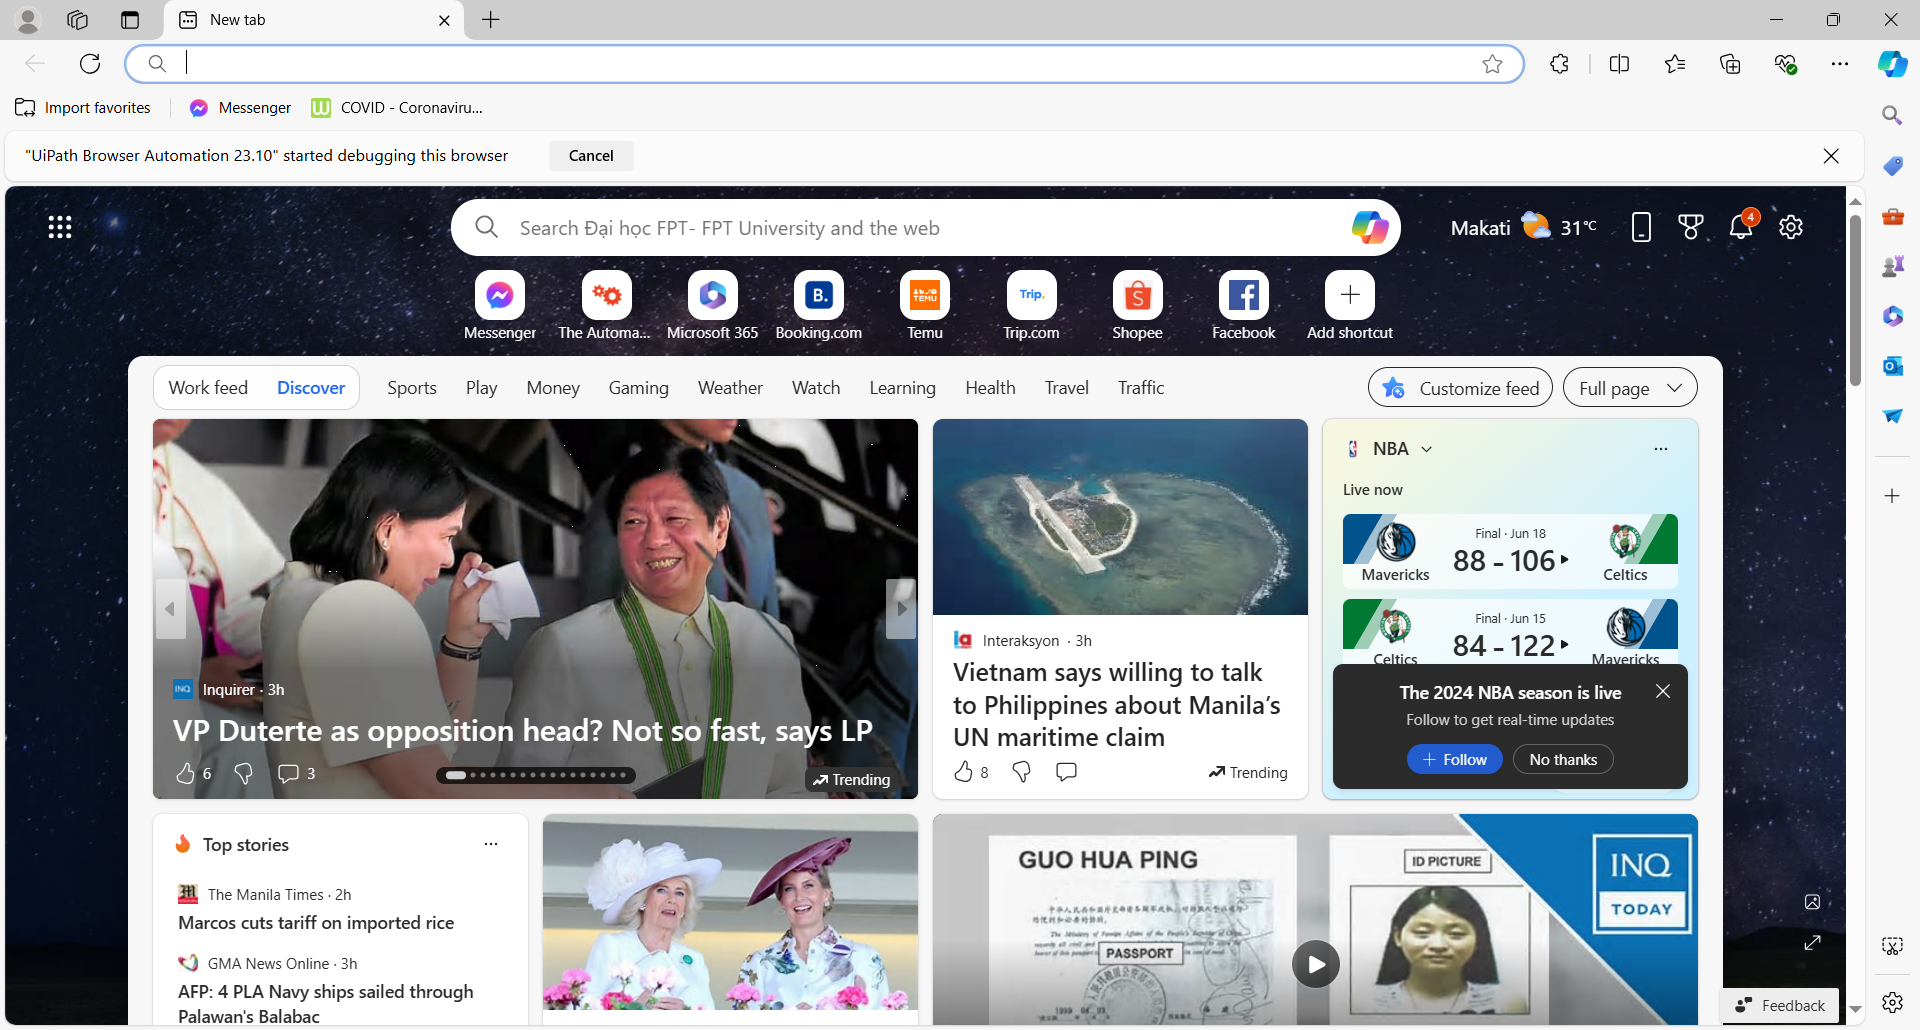 New tab
Import favorites
Messenger
COVID - Coronaviru...
"UiPath Browser Automation 23.10" started debugging this browser
Cancel
Search Đại học FPT- FPT University and the web
Makati
31°C
4
Messenger
The Automa...
Microsoft 365
Booking.com
Temu
Trip.com
Shopee
Facebook
Add shortcut
B.
TEMU
Trip.
Work feed
Discover
Sports
Play
Money
Gaming
Weather
Watch
Learning
Health
Travel
Traffic
Customize feed
Full page
INQ
Inquirer · 3h
VP Duterte as opposition head? Not so fast, says LP
6
3
Trending
Interaksyon · 3h
Vietnam says willing to talk
to Philippines about Manila’s
UN maritime claim
8
Trending
NBA
Live now
Final · Jun 18
88 - 106
Mavericks
Celtics
Final · Jun 15
84 - 122
Celtics
Mavericks
The 2024 NBA season is live
Follow to get real-time updates
Follow
No thanks
Top stories
The Manila Times · 2h
Marcos cuts tariff on imported rice
GMA News Online · 3h
AFP: 4 PLA Navy ships sailed through
Palawan's Balabac
GUO HUA PING
PASSPORT
ID PICTURE
INQ
TODAY
Feedback